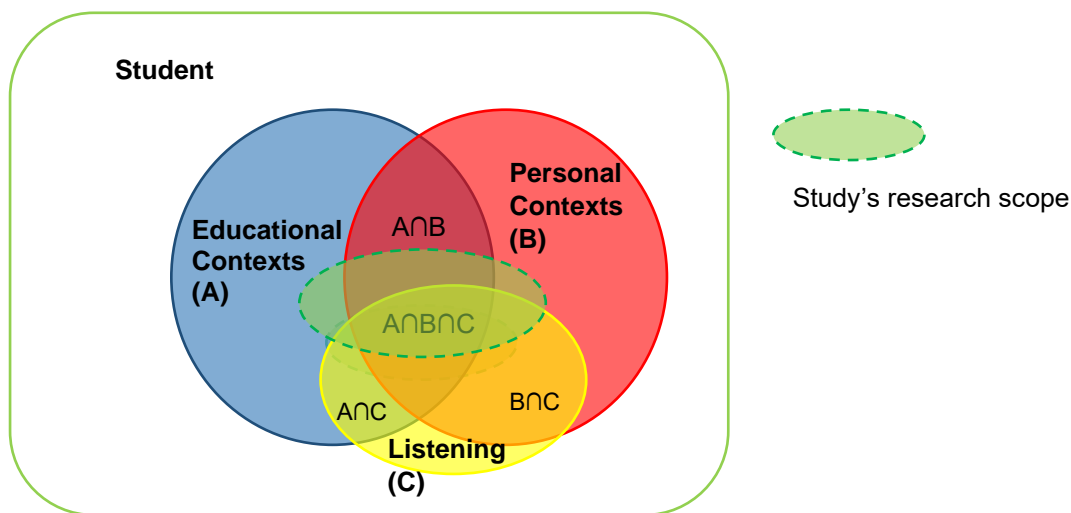 Student
Educational
Contexts
(A)
A∩B
Personal
Contexts
(B)
A∩B∩C
A∩C
B∩C
Listening
(C)
Study’s research scope